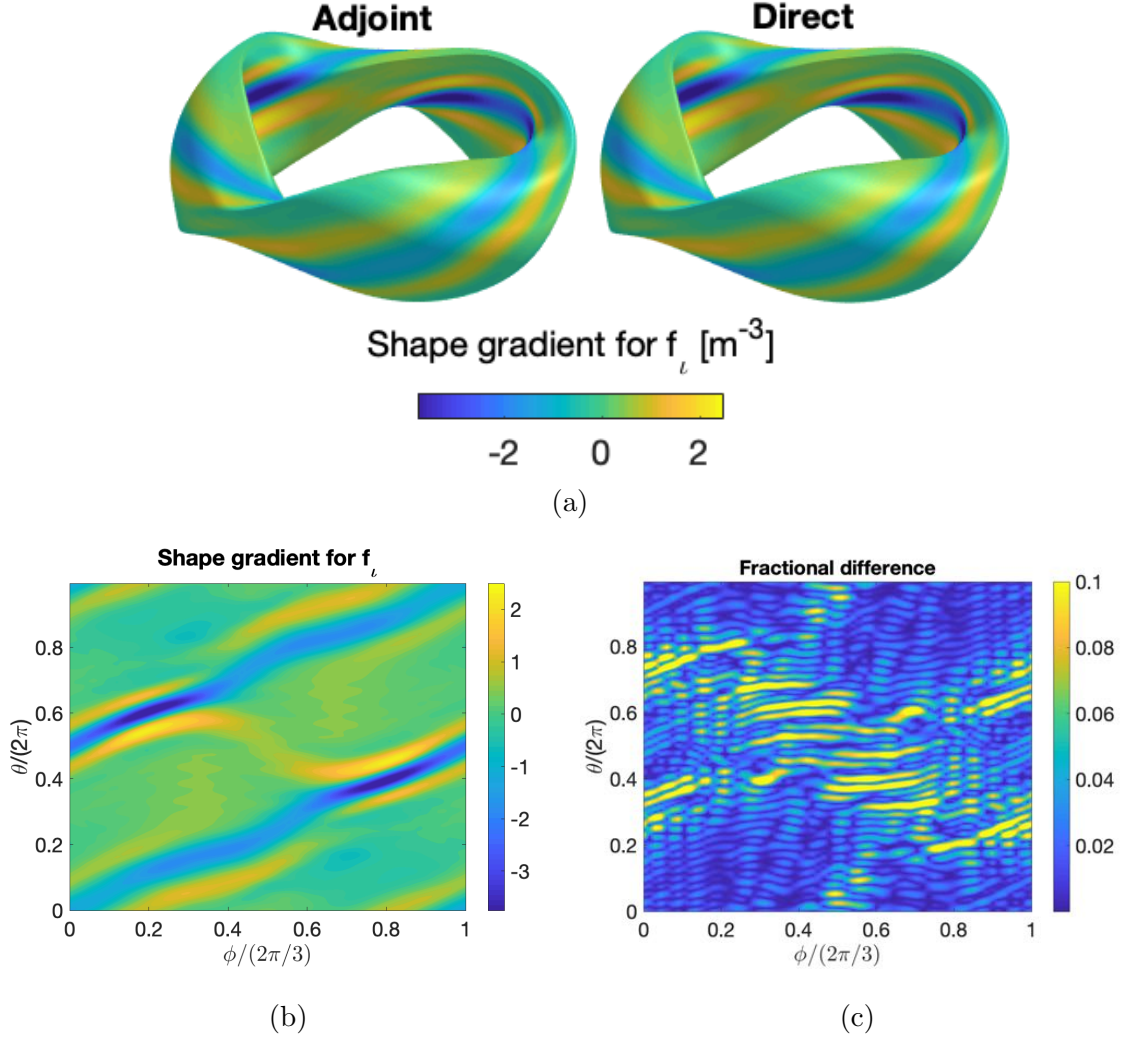 Adjoint
Direct
Shape gradient for f_ι [m^-3]
-2 0 2
(a)
Shape gradient for f_ι
Fractional difference
θ/(2π)
0.8
0.6
0.4
0.2
0
0 0.2 0.4 0.6 0.8 1
ϕ/(2π/3)
2
1
0
-1
-2
-3
θ/(2π)
0.8
0.6
0.4
0.2
0
0 0.2 0.4 0.6 0.8 1
ϕ/(2π/3)
0.1
0.08
0.06
0.04
0.02
(b)
(c)